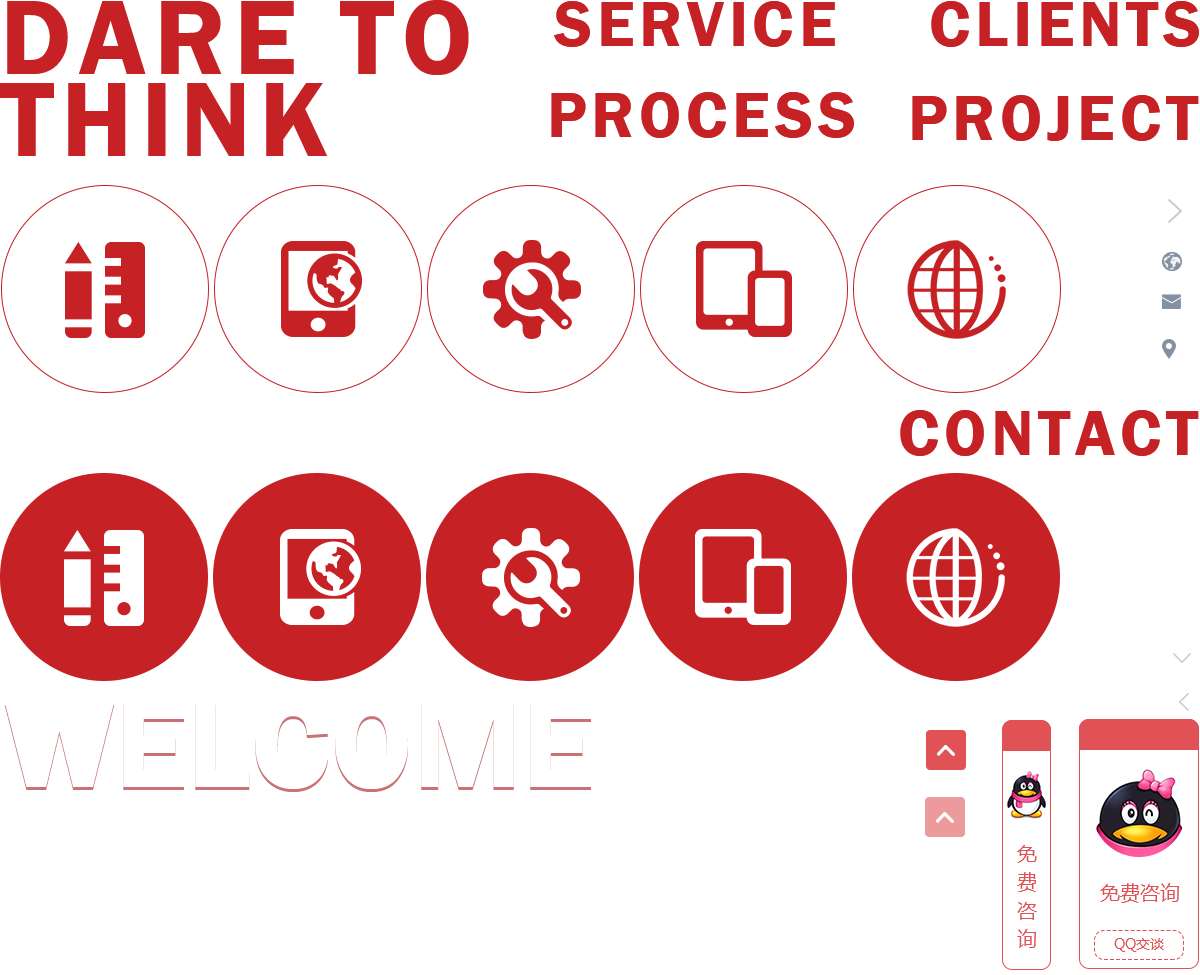 DARE TO
THINK
SERVICE
CLIENTS
PROCESS
PROJECT
CONTACT
WELCOME
免费咨询
免费咨询
QQ交谈